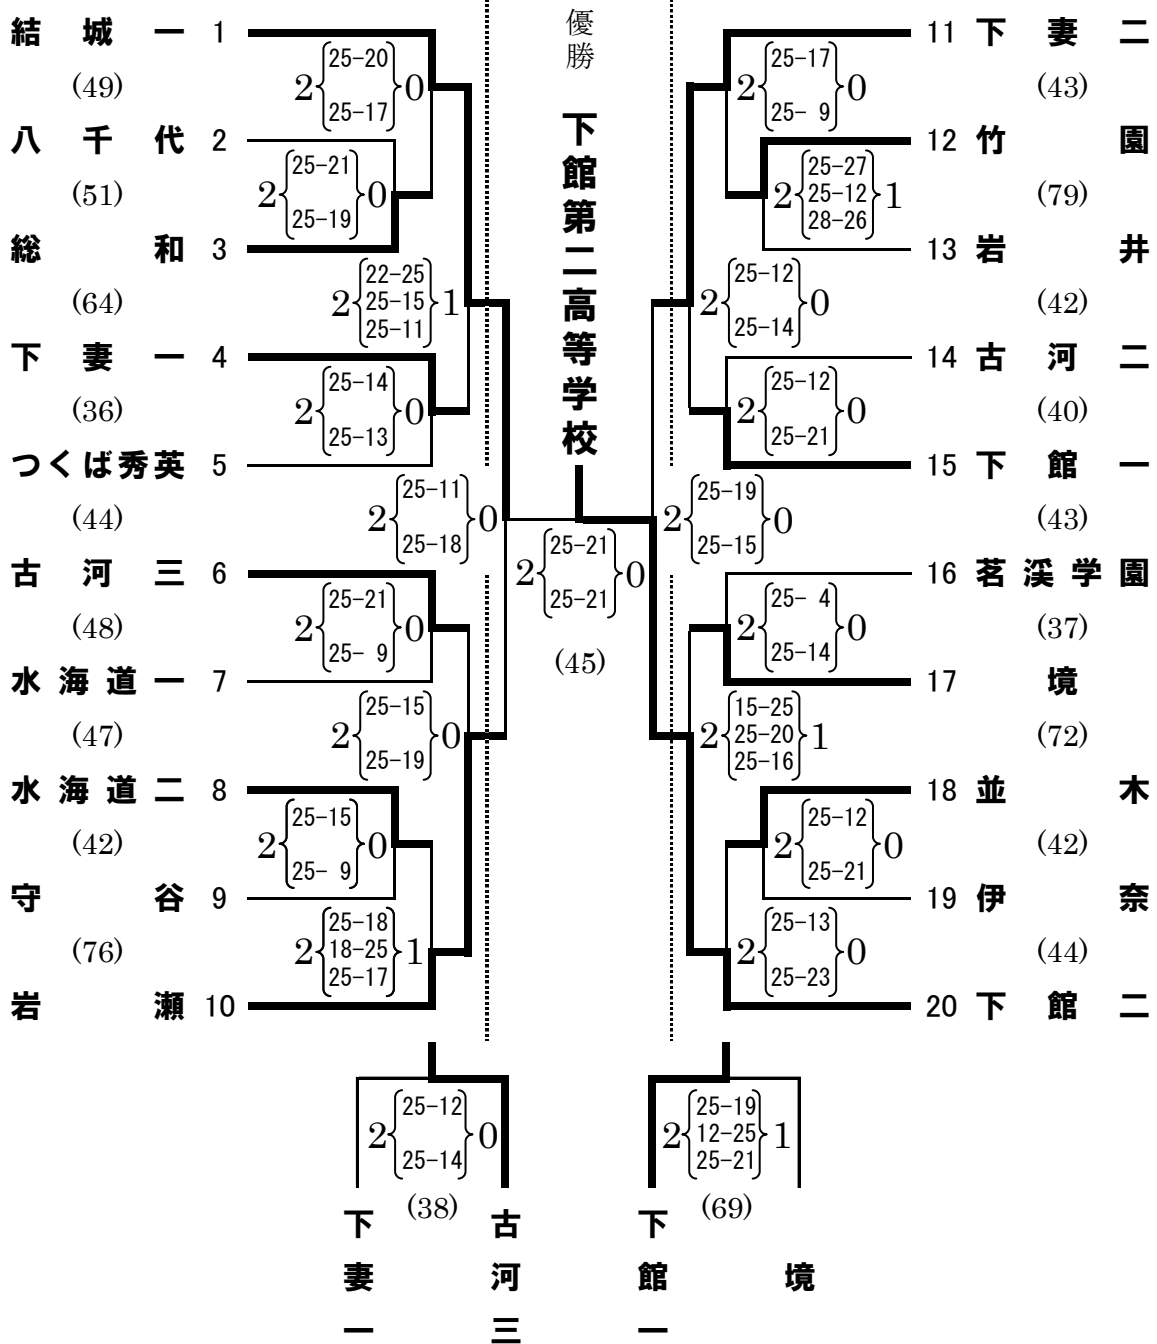 優勝
下館第二高等学校
結城一 1
2 25-20 0
25-17
(49)
八千代 2
2 25-21 0
25-19
(51)
総和 3
2 22-25 1
25-15
25-11
(64)
下妻一 4
2 25-14 0
25-13
(36)
つくば秀英 5
2 25-11 0
25-18
(44)
古河三 6
2 25-21 0
25- 9
(48)
水海道一 7
2 25-15 0
25-19
(47)
水海道二 8
2 25-15 0
25- 9
(42)
守谷 9
2 25-18 1
18-25
25-17
(76)
岩瀬 10
2 25-21 0
25-21
(45)
11 下妻二
2 25-17 0
25- 9
(43)
12 竹園
2 25-27 1
25-12
28-26
(79)
13 岩井
2 25-12 0
25-14
(42)
14 古河二
2 25-12 0
25-21
(40)
15 下館一
2 25-19 0
25-15
(43)
16 茗溪学園
2 25- 4 0
25-14
(37)
17 境
2 15-25 1
25-20
25-16
(72)
18 並木
2 25-12 0
25-21
(42)
19 伊奈
2 25-13 0
25-23
(44)
20 下館二
2 25-12 0
25-14
(38)
下妻一
古河三
2 25-19 1
12-25
25-21
(69)
下館一
境